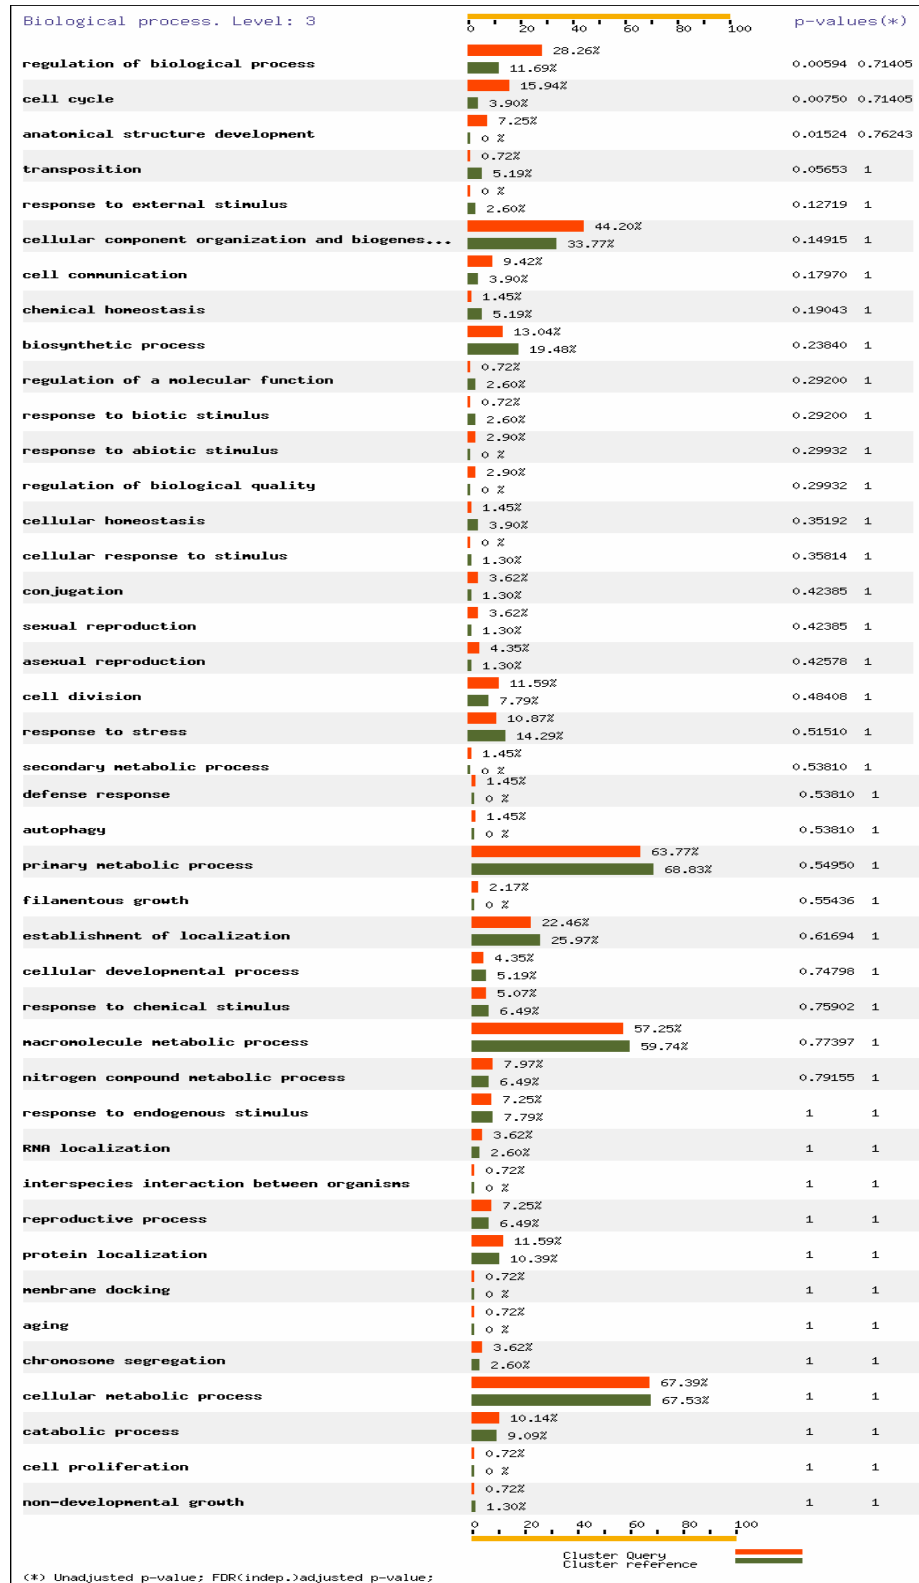 Biological process. Level: 3 0 20 40 60 80 100 p-values(*)
28.26%
regulation of biological process 11.69% 0.00594 0.71405
15.94%
cell cycle 3.90% 0.00750 0.71405
7.25%
anatomical structure development 0 % 0.01524 0.76243
0.72%
transposition 5.19% 0.05653 1
0 %
response to external stimulus 2.60% 0.12719 1
44.20%
cellular component organization and biogenes... 33.77% 0.14915 1
9.42%
cell communication 3.90% 0.17970 1
1.45%
chemical homeostasis 5.19% 0.19043 1
13.04%
biosynthetic process 19.48% 0.23840 1
0.72%
regulation of a molecular function 2.60% 0.29200 1
0.72%
response to biotic stimulus 2.60% 0.29200 1
2.90%
response to abiotic stimulus 0 % 0.29932 1
2.90%
regulation of biological quality 0 % 0.29932 1
1.45%
cellular homeostasis 3.90% 0.35192 1
0 %
cellular response to stimulus 1.30% 0.35814 1
3.62%
conjugation 1.30% 0.42385 1
3.62%
sexual reproduction 1.30% 0.42385 1
4.35%
asexual reproduction 1.30% 0.42578 1
11.59%
cell division 7.79% 0.48408 1
10.87%
response to stress 14.29% 0.51510 1
1.45%
secondary metabolic process 0 % 0.53810 1
1.45%
defense response 0 % 0.53810 1
1.45%
autophagy 0 % 0.53810 1
63.77%
primary metabolic process 68.83% 0.54950 1
2.17%
filamentous growth 0 % 0.55436 1
22.46%
establishment of localization 25.97% 0.61694 1
4.35%
cellular developmental process 5.19% 0.74798 1
5.07%
response to chemical stimulus 6.49% 0.75902 1
57.25%
macromolecule metabolic process 59.74% 0.77397 1
7.97%
nitrogen compound metabolic process 6.49% 0.79155 1
7.25%
response to endogenous stimulus 7.79% 1 1
3.62%
RNA localization 2.60% 1 1
0.72%
interspecies interaction between organisms 0 % 1 1
7.25%
reproductive process 6.49% 1 1
11.59%
protein localization 10.39% 1 1
0.72%
membrane docking 0 % 1 1
0.72%
aging 0 % 1 1
3.62%
chromosome segregation 2.60% 1 1
67.39%
cellular metabolic process 67.53% 1 1
10.14%
catabolic process 9.09% 1 1
0.72%
cell proliferation 0 % 1 1
0.72%
non-developmental growth 1.30% 1 1
0 20 40 60 80 100
Cluster Query
Cluster reference
(*) Unadjusted p-value; FDR(indep.)adjusted p-value;